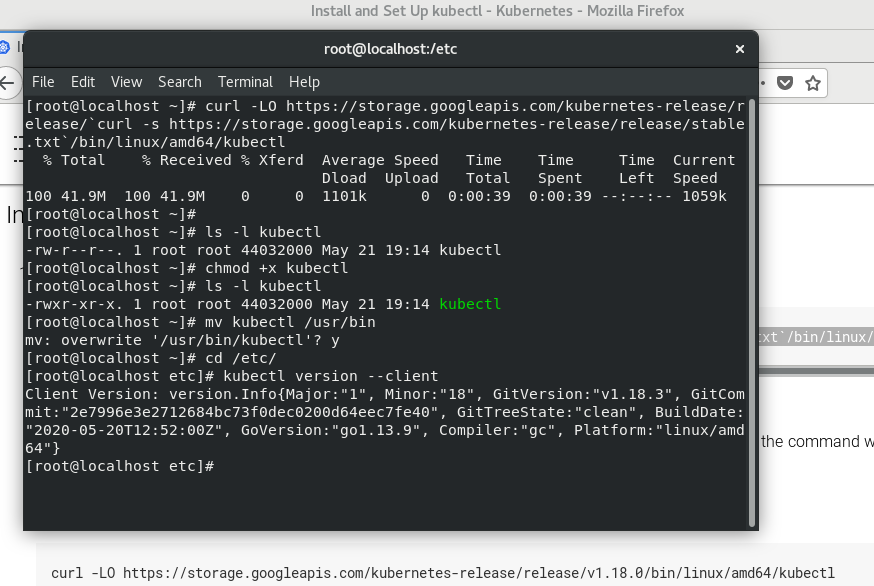 Install and Set Up kubectl - Kubernetes - Mozilla Firefox
root@localhost:/etc
File Edit View Search Terminal Help
[root@localhost ~]# curl -LO https://storage.googleapis.com/kubernetes-release/r
elease/`curl -s https://storage.googleapis.com/kubernetes-release/release/stable
.txt`/bin/linux/amd64/kubectl
% Total % Received % Xferd Average Speed Time Time Time Current
Dload Upload Total Spent Left Speed
100 41.9M 100 41.9M 0 0 1101k 0 0:00:39 0:00:39 --:--:-- 1059k
[root@localhost ~]#
[root@localhost ~]# ls -l kubectl
-rw-r--r--. 1 root root 44032000 May 21 19:14 kubectl
[root@localhost ~]# chmod +x kubectl
[root@localhost ~]# ls -l kubectl
-rwxr-xr-x. 1 root root 44032000 May 21 19:14 kubectl
[root@localhost ~]# mv kubectl /usr/bin
mv: overwrite '/usr/bin/kubectl'? y
[root@localhost ~]# cd /etc/
[root@localhost etc]# kubectl version --client
Client Version: version.Info{Major:"1", Minor:"18", GitVersion:"v1.18.3", GitCom
mit:"2e7996e3e2712684bc73f0dec0200d64eec7fe40", GitTreeState:"clean", BuildDate:
"2020-05-20T12:52:00Z", GoVersion:"go1.13.9", Compiler:"gc", Platform:"linux/amd
64"}
[root@localhost etc]#
In
txt`/bin/linux/
the command w
curl -LO https://storage.googleapis.com/kubernetes-release/release/v1.18.0/bin/linux/amd64/kubectl